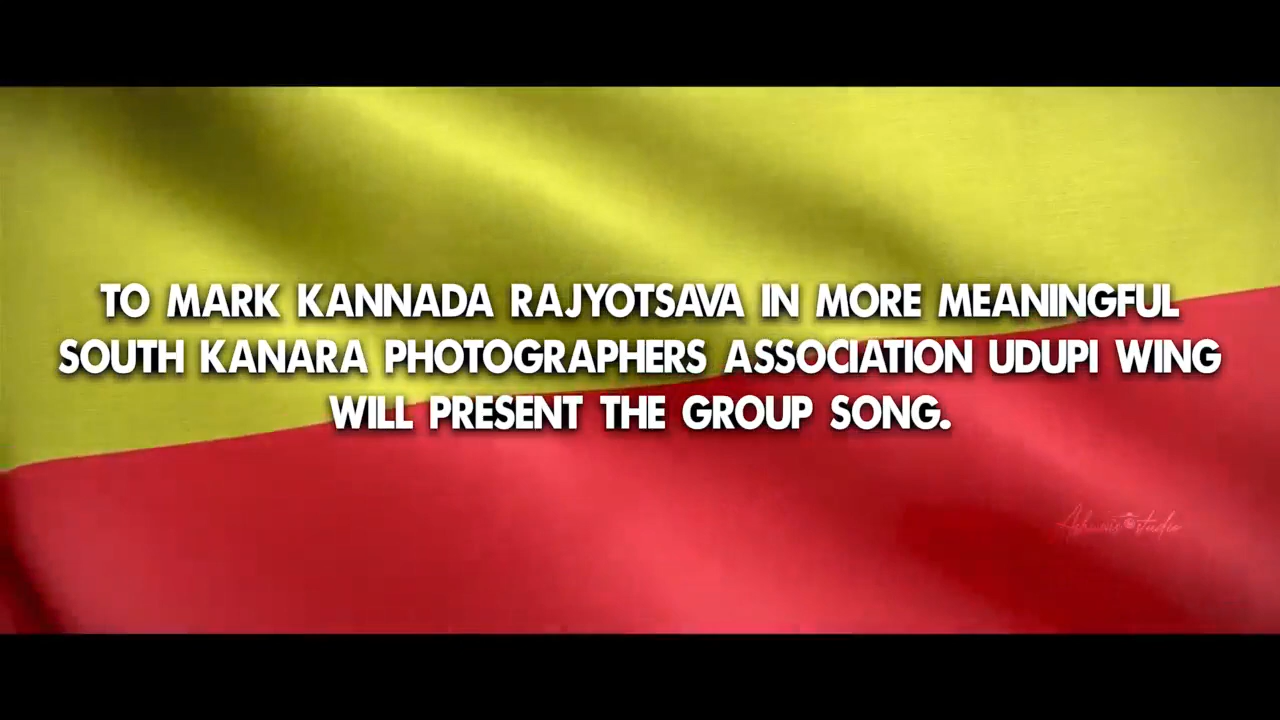 TO MARK KANNADA RAJYOTSAVA IN MORE MEANINGFUL
SOUTH KANARA PHOTOGRAPHERS ASSOCIATION UDUPI WING
WILL PRESENT THE GROUP SONG.